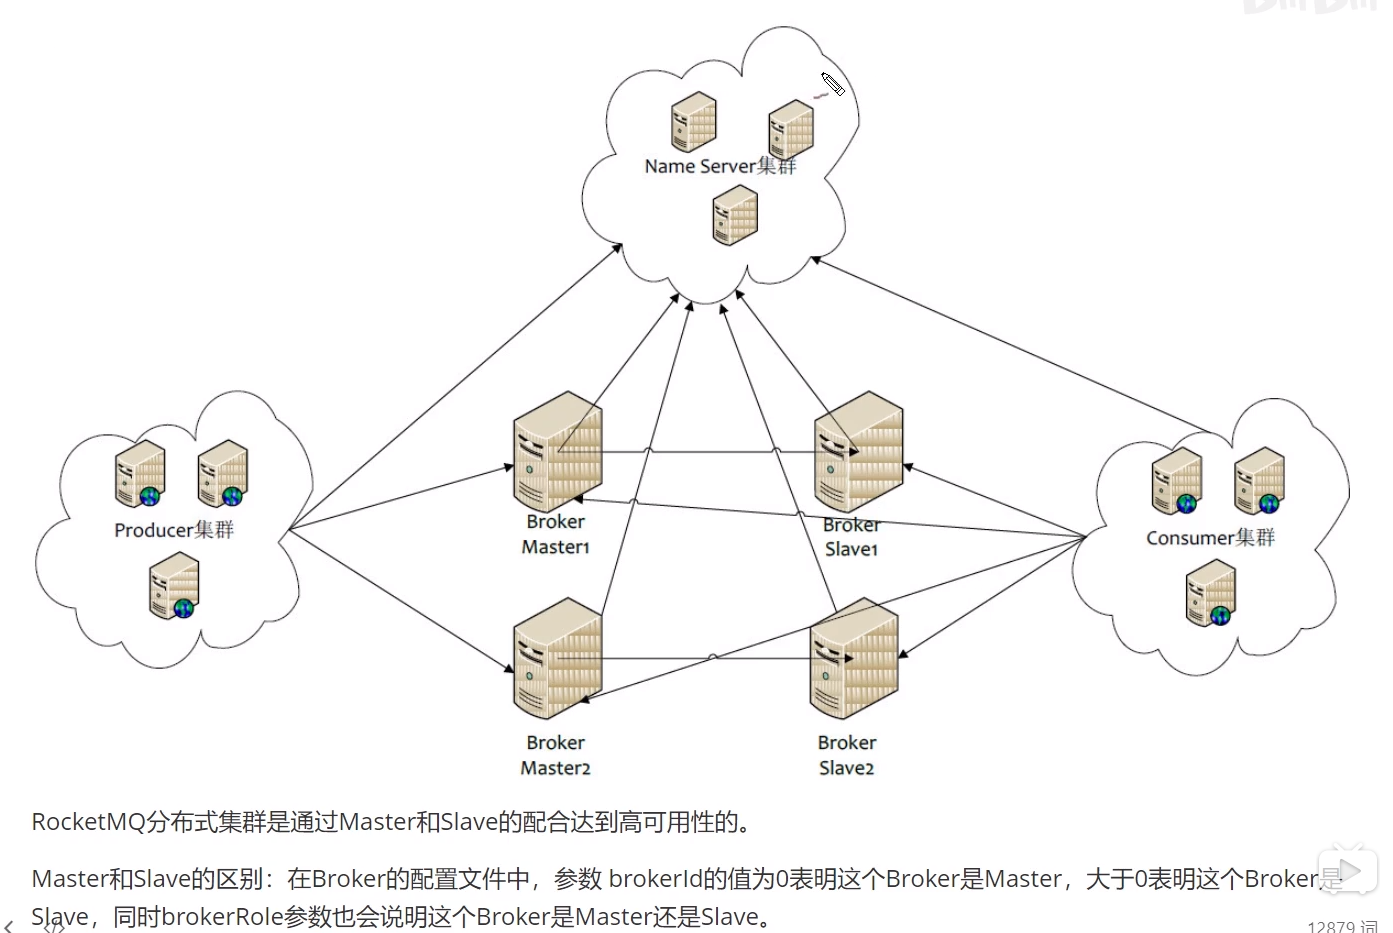 Name Server集群
Producer集群
Broker
Master1
Broker
Slave1
Consumer集群
Broker
Master2
Broker
Slave2
RocketMQ分布式集群是通过Master和Slave的配合达到高可用性的。
Master和Slave的区别：在Broker的配置文件中，参数 brokerId的值为0表明这个Broker是Master，大于0表明这个Broker是
Slave，同时brokerRole参数也会说明这个Broker是Master还是Slave。
12879 词